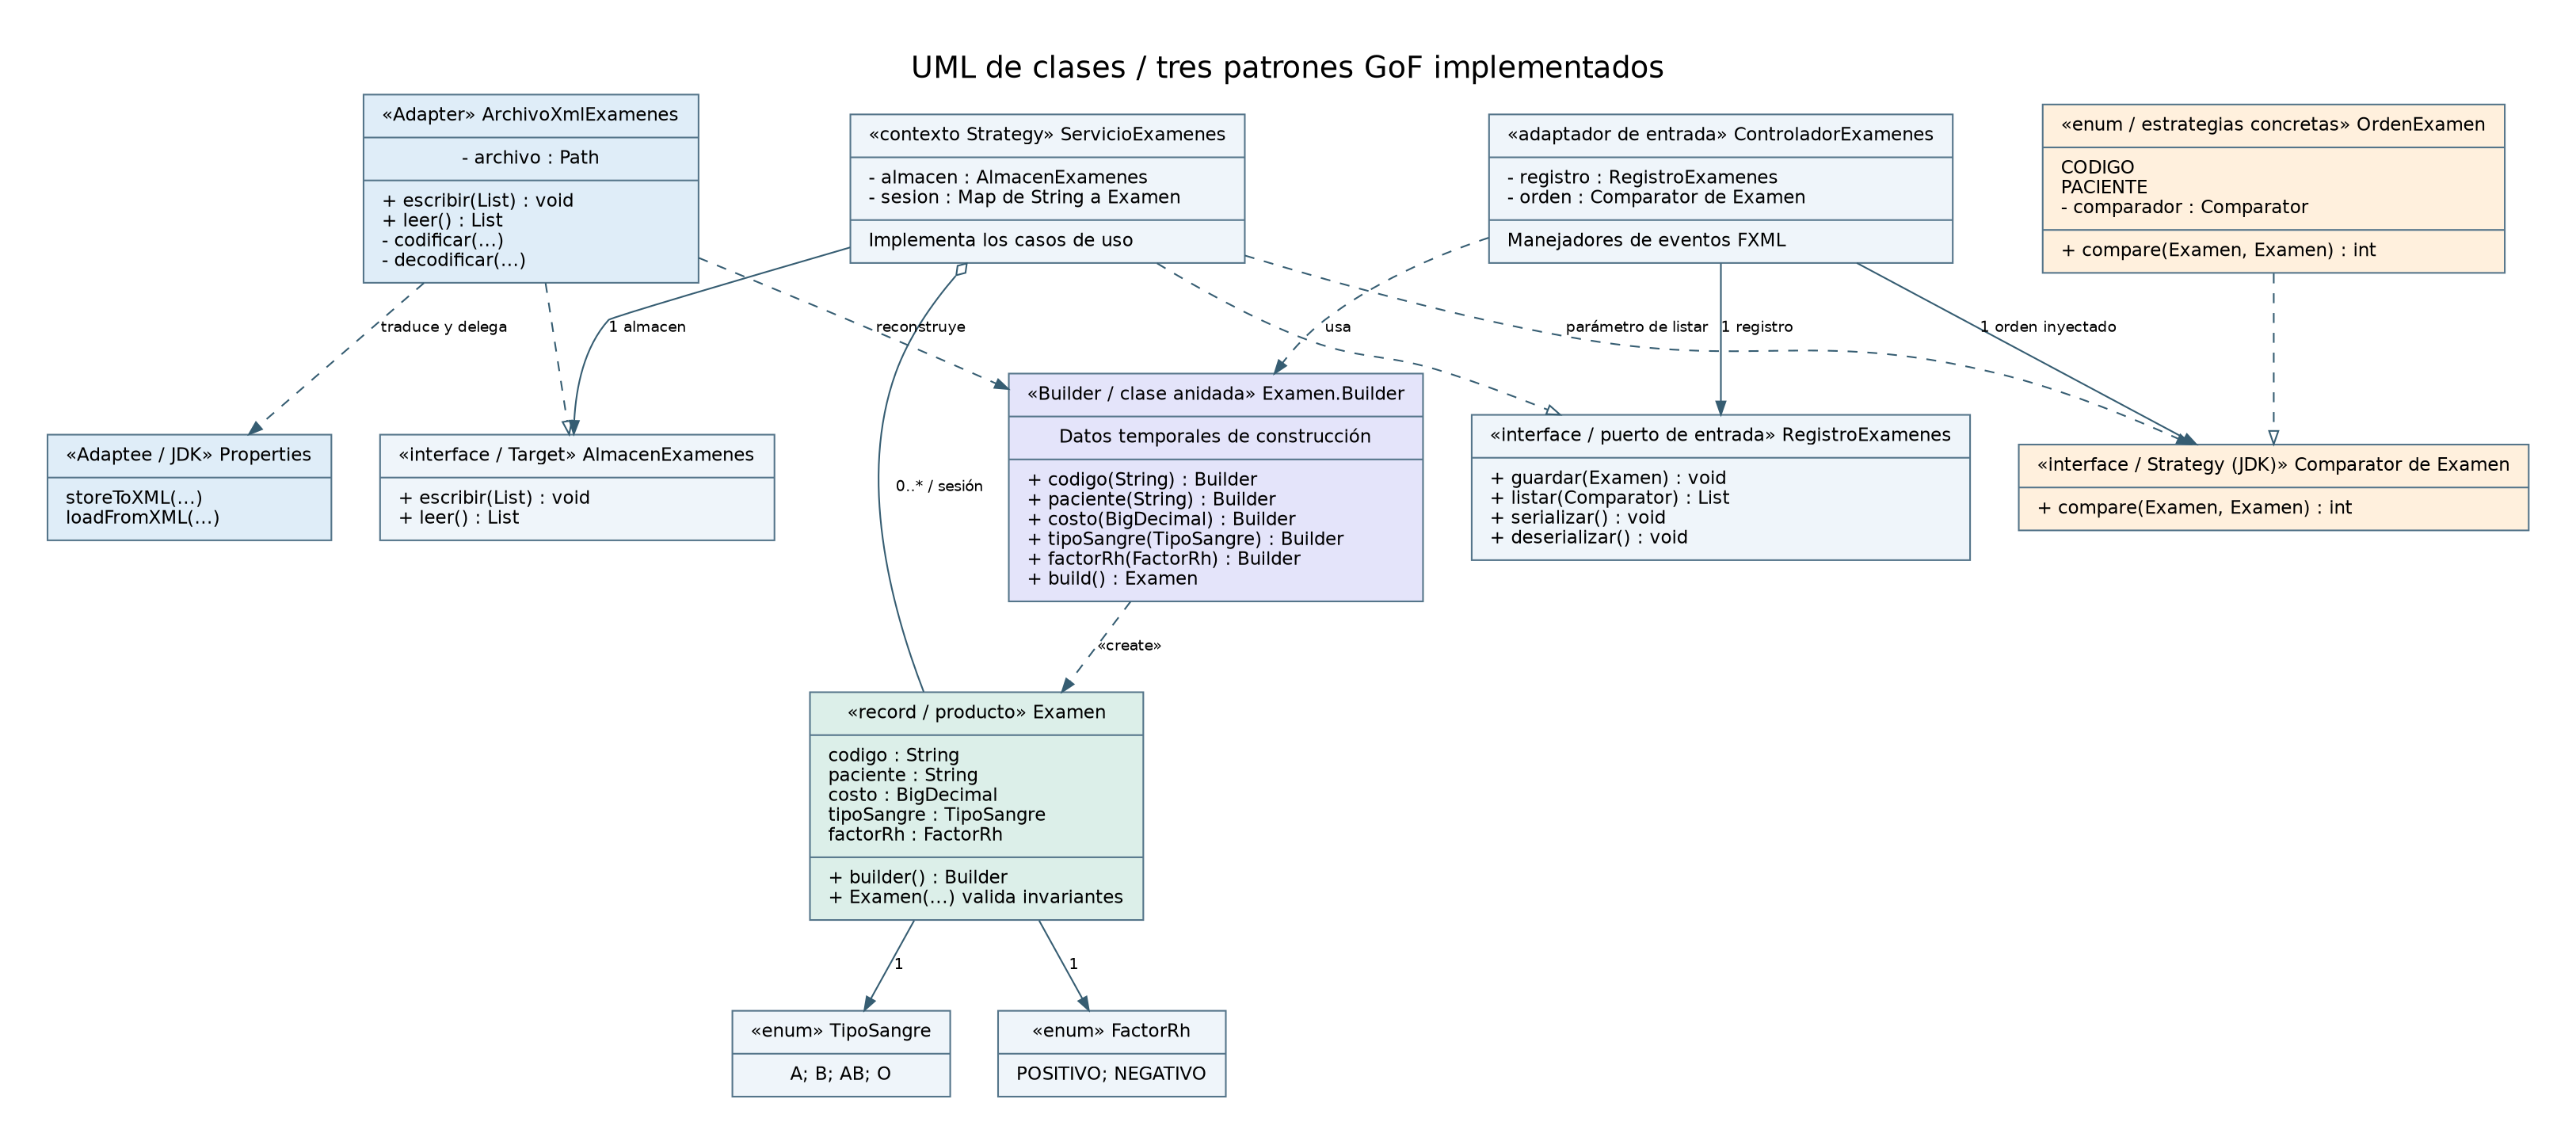 UML de clases / tres patrones GoF implementados
«Adapter» ArchivoXmlExamenes
- archivo : Path
+ escribir(List) : void
+ leer() : List
- codificar(...)
- decodificar(...)
«contexto Strategy» ServicioExamenes
- almacen : AlmacenExamenes
- sesion : Map de String a Examen
Implementa los casos de uso
«adaptador de entrada» ControladorExamenes
- registro : RegistroExamenes
- orden : Comparator de Examen
Manejadores de eventos FXML
«enum / estrategias concretas» OrdenExamen
CODIGO
PACIENTE
- comparador : Comparator
+ compare(Examen, Examen) : int
traduce y delega
1 almacen
reconstruye
usa
parámetro de listar
1 registro
1 orden inyectado
«Adaptee / JDK» Properties
storeToXML(...)
loadFromXML(...)
«interface / Target» AlmacenExamenes
+ escribir(List) : void
+ leer() : List
0..* / sesión
«Builder / clase anidada» Examen.Builder
Datos temporales de construcción
+ codigo(String) : Builder
+ paciente(String) : Builder
+ costo(BigDecimal) : Builder
+ tipoSangre(TipoSangre) : Builder
+ factorRh(FactorRh) : Builder
+ build() : Examen
«interface / puerto de entrada» RegistroExamenes
+ guardar(Examen) : void
+ listar(Comparator) : List
+ serializar() : void
+ deserializar() : void
«interface / Strategy (JDK)» Comparator de Examen
+ compare(Examen, Examen) : int
«create»
«record / producto» Examen
codigo : String
paciente : String
costo : BigDecimal
tipoSangre : TipoSangre
factorRh : FactorRh
+ builder() : Builder
+ Examen(...) valida invariantes
1
1
«enum» TipoSangre
A; B; AB; O
«enum» FactorRh
POSITIVO; NEGATIVO